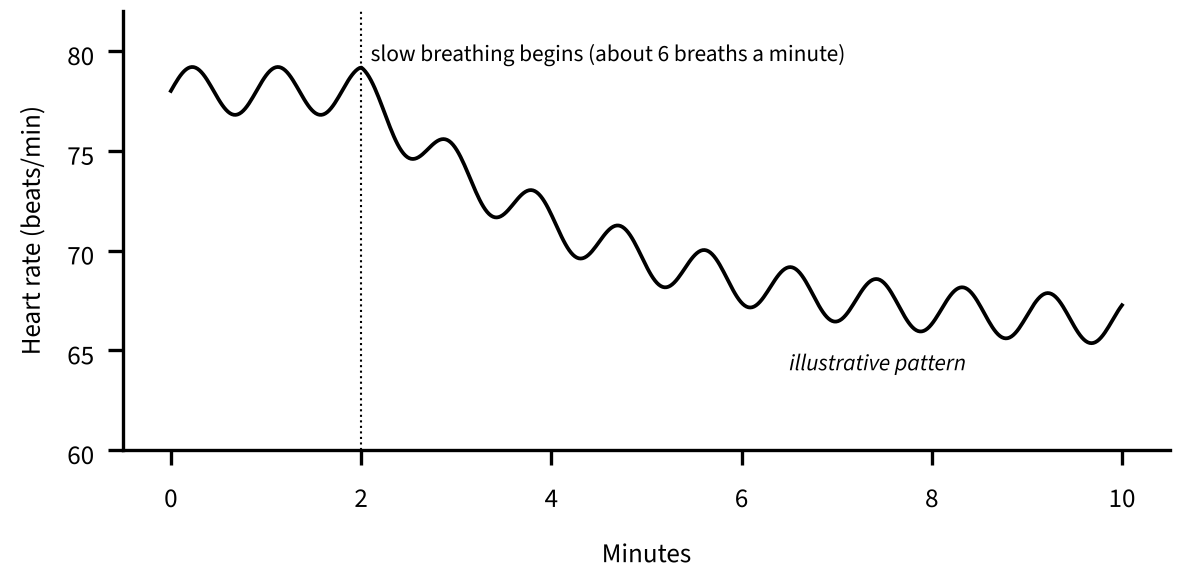 80
slow breathing begins (about 6 breaths a minute)
75
70
65
60
Heart rate (beats/min)
illustrative pattern
0 2 4 6 8 10
Minutes